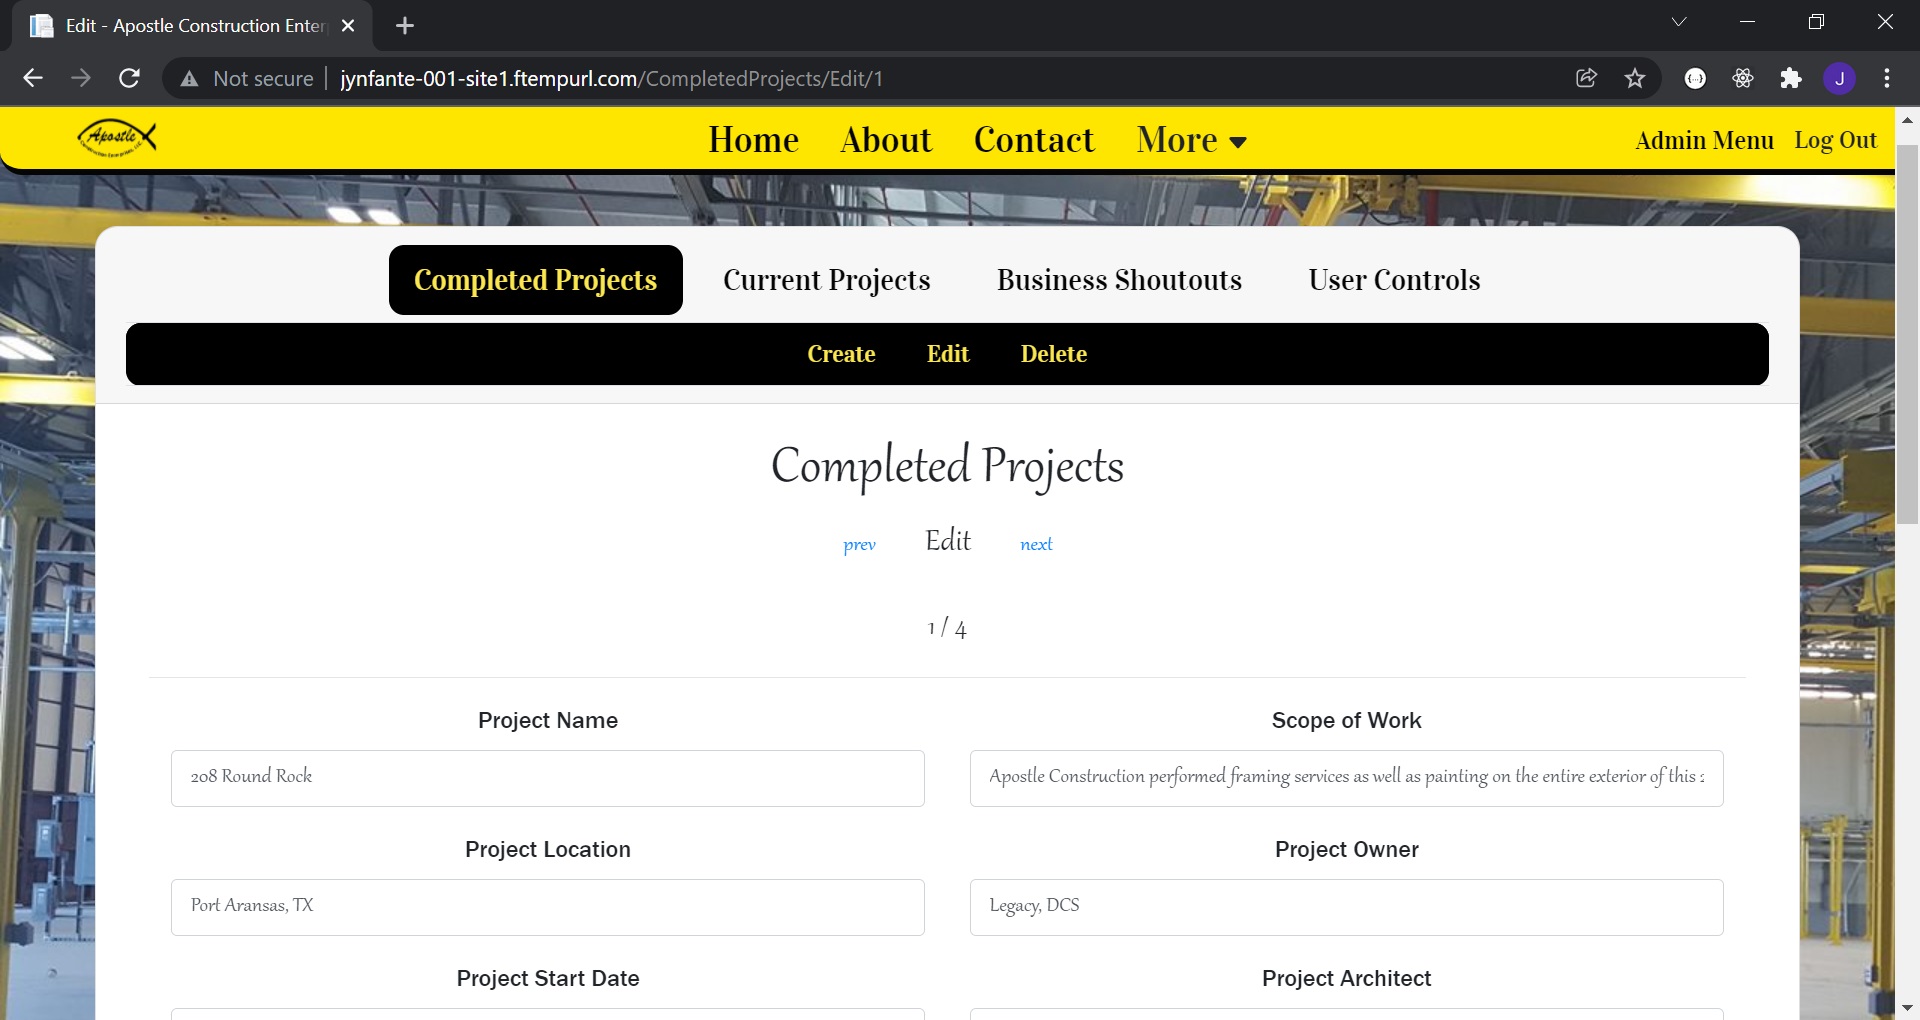 Edit - Apostle Construction Enter
Not secure jynfante-001-site1.ftempurl.com/CompletedProjects/Edit/1
J
Apostle
Home About Contact More
Admin Menu Log Out
Completed Projects Current Projects Business Shoutouts User Controls
Create Edit Delete
Completed Projects
prev Edit next
1 / 4
Project Name Scope of Work
208 Round Rock Apostle Construction performed framing services as well as painting on the entire exterior of this 2
Project Location Project Owner
Port Aransas, TX Legacy, DCS
Project Start Date Project Architect